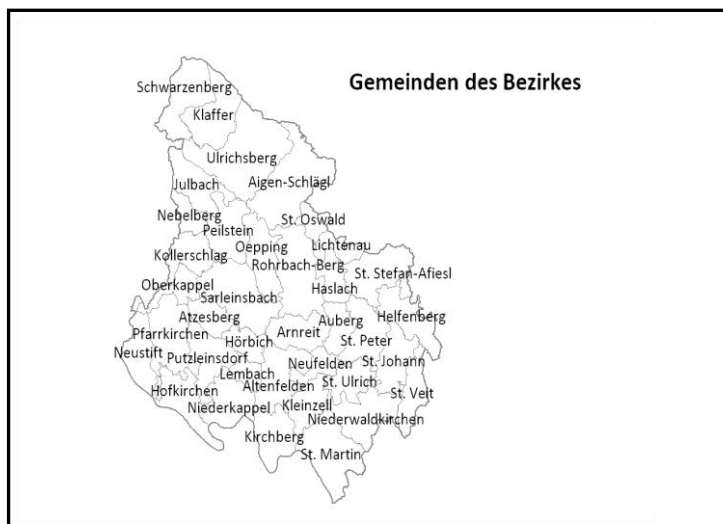 Gemeinden des Bezirkes
Schwarzenberg
Klaffer
Ulrichsberg
Aigen-Schlägl
Julbach
Nebelberg
St. Oswald
Peilstein
Oepping
Lichtenau
Kollerschlag
Rohrbach-Berg
St. Stefan-Afiesl
Oberkappel
Haslach
Sarleinsbach
Atzesberg
Auberg
Helfenberg
Pfarrkirchen
Arnreit
Hörbich
St. Peter
Neustift
Putzleinsdorf
Neufelden
St. Johann
Lembach
Altenfelden
St. Ulrich
Hofkirchen
St. Veit
Niederkappel
Kleinzell
Niederwaldkirchen
Kirchberg
St. Martin